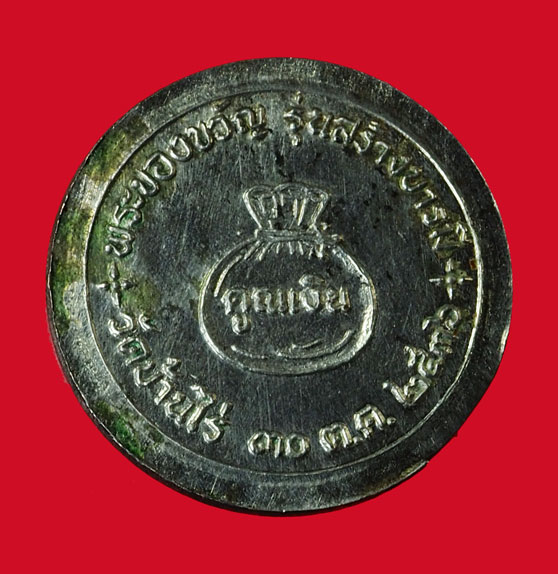 พระของขวัญ รุ่นสร้างบารมี
คูณเงิน
วัดบ้านไร่ ๓๐ ต.ค. ๒๕๓๖